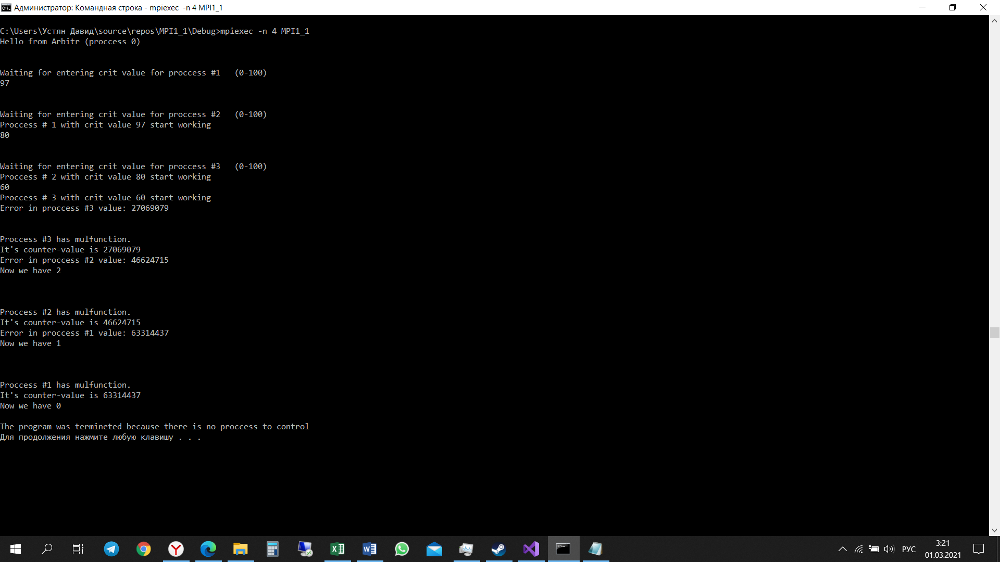 Администратор: Командная строка - mpiexec  -n 4 MPI1_1
C:\Users\Устян Давид\source\repos\MPI1_1\Debug>mpiexec -n 4 MPI1_1
Hello from Arbitr (proccess 0)
Waiting for entering crit value for proccess #1   (0-100)
97
Waiting for entering crit value for proccess #2   (0-100)
Proccess # 1 with crit value 97 start working
80
Waiting for entering crit value for proccess #3   (0-100)
Proccess # 2 with crit value 80 start working
60
Proccess # 3 with crit value 60 start working
Error in proccess #3 value: 27069079
Proccess #3 has mulfunction.
It's counter-value is 27069079
Error in proccess #2 value: 46624715
Now we have 2
Proccess #2 has mulfunction.
It's counter-value is 46624715
Error in proccess #1 value: 63314437
Now we have 1
Proccess #1 has mulfunction.
It's counter-value is 63314437
Now we have 0
The program was termineted because there is no proccess to control
Для продолжения нажмите любую клавишу . . .
РУС
3:21
01.03.2021